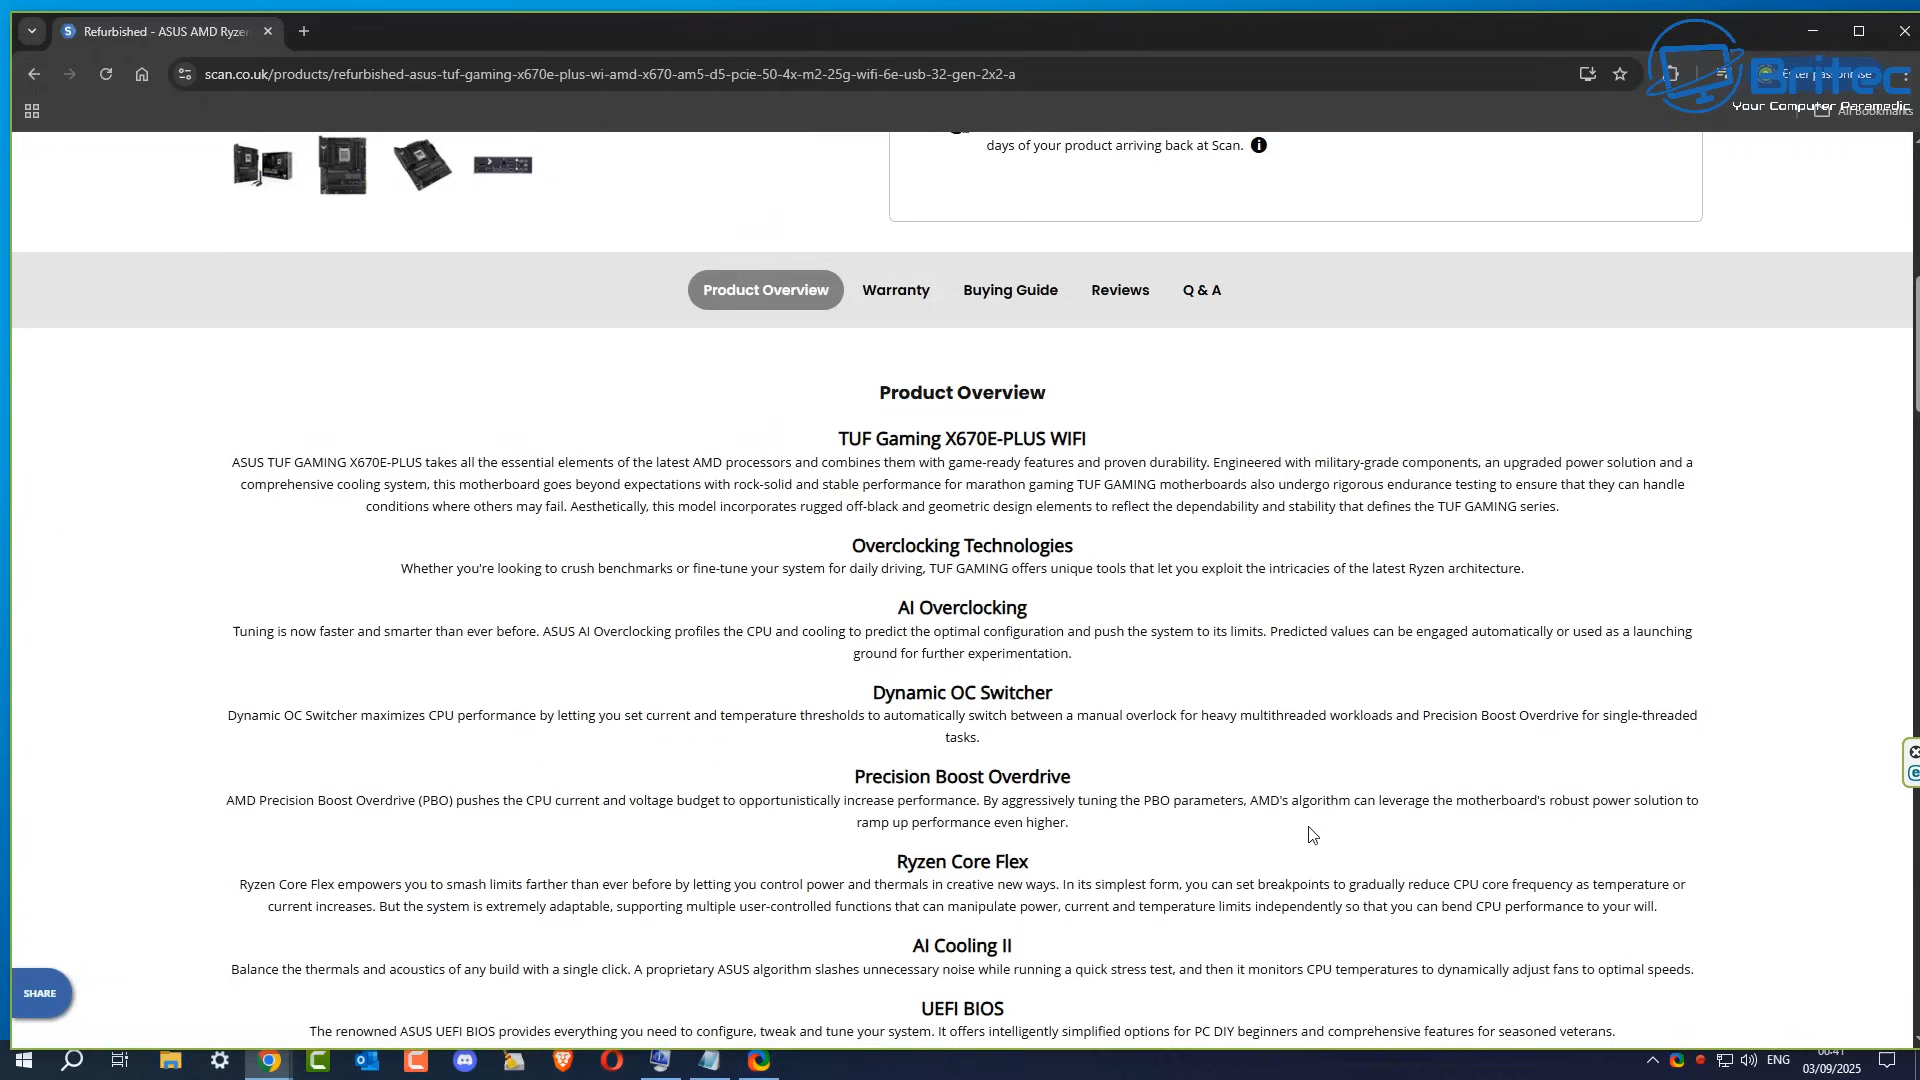 Refurbished - ASUS AMD Ryze
scan.co.uk/products/refurbished-asus-tuf-gaming-x670e-plus-wi-amd-x670-am5-d5-pcie-50-4x-m2-25g-wifi-6e-usb-32-gen-2x2-a
Britec
Your Computer Paramedic
All Bookmarks
days of your product arriving back at Scan.
Product Overview Warranty Buying Guide Reviews Q & A
Product Overview
TUF Gaming X670E-PLUS WIFI
ASUS TUF GAMING X670E-PLUS takes all the essential elements of the latest AMD processors and combines them with game-ready features and proven durability. Engineered with military-grade components, an upgraded power solution and a
comprehensive cooling system, this motherboard goes beyond expectations with rock-solid and stable performance for marathon gaming TUF GAMING motherboards also undergo rigorous endurance testing to ensure that they can handle
conditions where others may fail. Aesthetically, this model incorporates rugged off-black and geometric design elements to reflect the dependability and stability that defines the TUF GAMING series.
Overclocking Technologies
Whether you're looking to crush benchmarks or fine-tune your system for daily driving, TUF GAMING offers unique tools that let you exploit the intricacies of the latest Ryzen architecture.
AI Overclocking
Tuning is now faster and smarter than ever before. ASUS AI Overclocking profiles the CPU and cooling to predict the optimal configuration and push the system to its limits. Predicted values can be engaged automatically or used as a launching
ground for further experimentation.
Dynamic OC Switcher
Dynamic OC Switcher maximizes CPU performance by letting you set current and temperature thresholds to automatically switch between a manual overlock for heavy multithreaded workloads and Precision Boost Overdrive for single-threaded
tasks.
Precision Boost Overdrive
AMD Precision Boost Overdrive (PBO) pushes the CPU current and voltage budget to opportunistically increase performance. By aggressively tuning the PBO parameters, AMD's algorithm can leverage the motherboard's robust power solution to
ramp up performance even higher.
Ryzen Core Flex
Ryzen Core Flex empowers you to smash limits farther than ever before by letting you control power and thermals in creative new ways. In its simplest form, you can set breakpoints to gradually reduce CPU core frequency as temperature or
current increases. But the system is extremely adaptable, supporting multiple user-controlled functions that can manipulate power, current and temperature limits independently so that you can bend CPU performance to your will.
AI Cooling II
Balance the thermals and acoustics of any build with a single click. A proprietary ASUS algorithm slashes unnecessary noise while running a quick stress test, and then it monitors CPU temperatures to dynamically adjust fans to optimal speeds.
SHARE
UEFI BIOS
The renowned ASUS UEFI BIOS provides everything you need to configure, tweak and tune your system. It offers intelligently simplified options for PC DIY beginners and comprehensive features for seasoned veterans.
ENG
00:41
03/09/2025